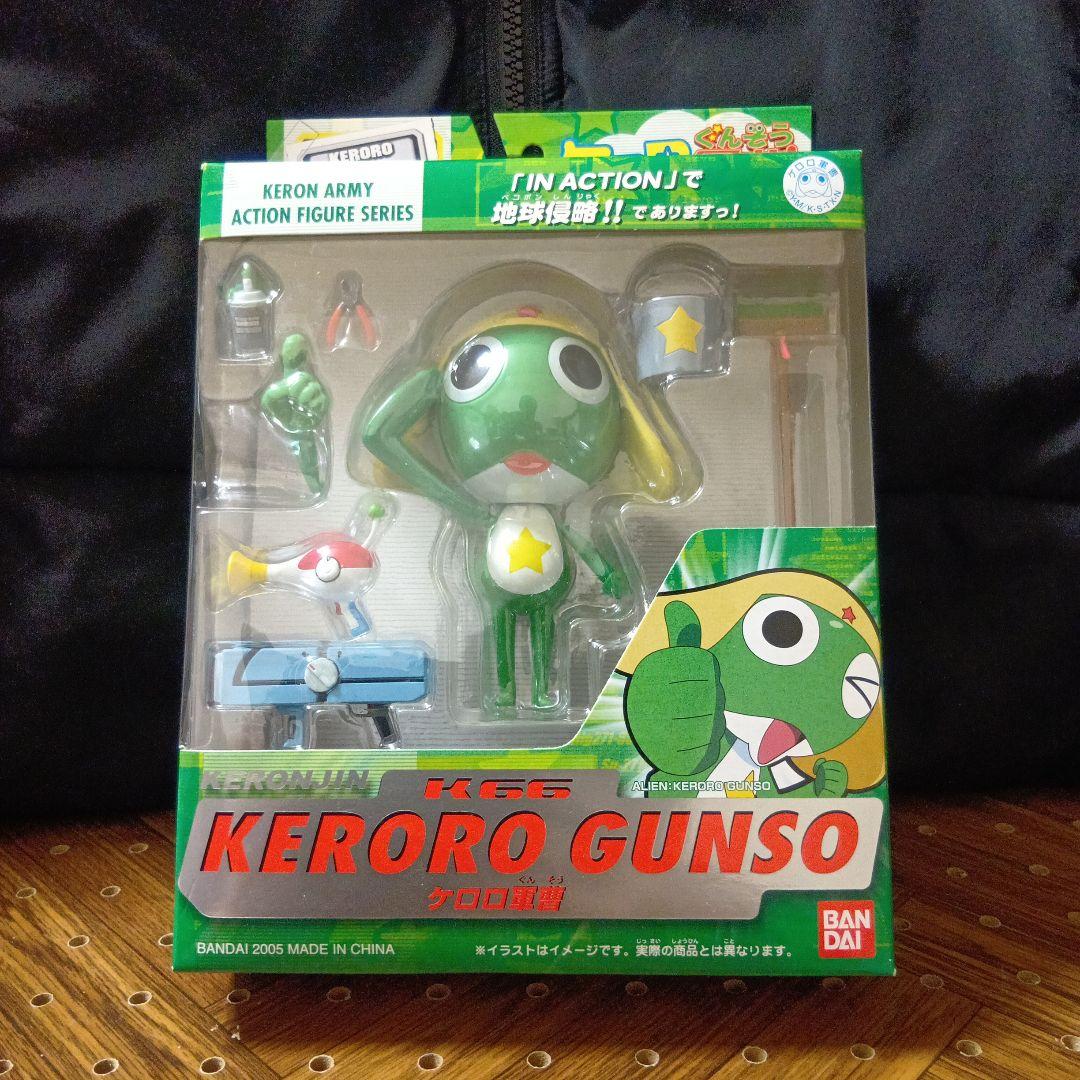 KERORO
ぐんそう
KERON ARMY
ACTION FIGURE SERIES
「IN ACTION」で
ペコポン しんりゃく
地球侵略!! でありますっ!
ケロロ軍曹
©Y・M/K・S・TX・N
ALIEN: KERORO GUNSO
KERONJIN
K66
KERORO GUNSO
ぐん そう
ケロロ軍曹
BAN
DAI
BANDAI 2005 MADE IN CHINA
じっ さい しょうひん こと
※イラストはイメージです。実際の商品とは異なります。